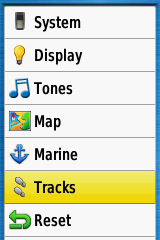 System
Display
Tones
Map
Marine
Tracks
Reset